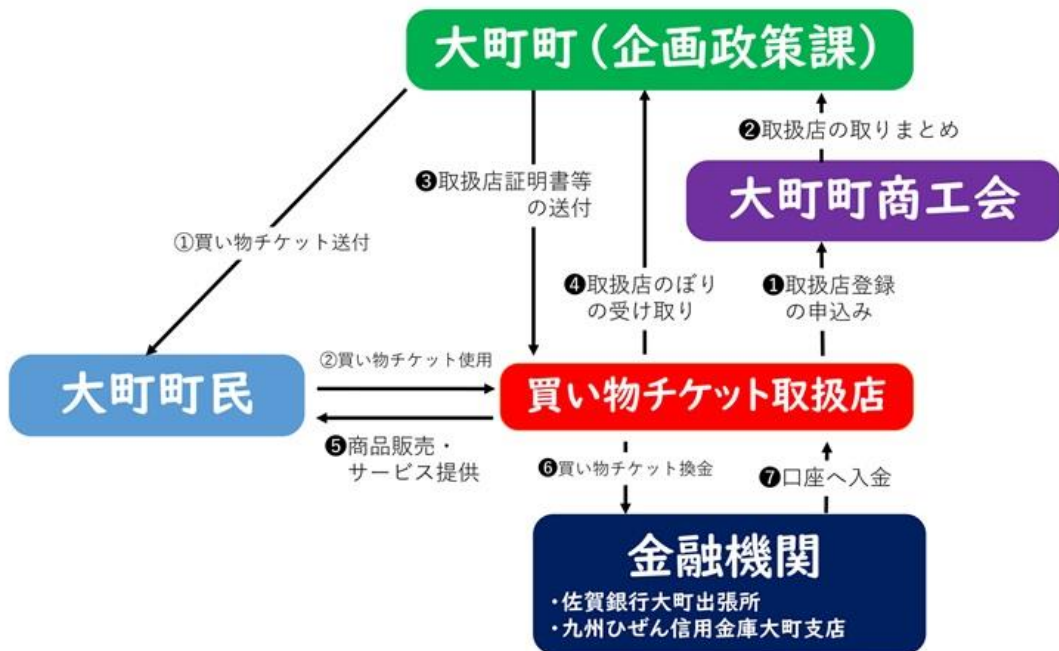 大町町（企画政策課）
❷取扱店の取りまとめ
大町町商工会
❸取扱店証明書等
の送付
①買い物チケット送付
❹取扱店のぼり
の受け取り
❶取扱店登録
の申込み
大町町民
②買い物チケット使用
買い物チケット取扱店
❺商品販売・
サービス提供
❻買い物チケット換金
❼口座へ入金
金融機関
・佐賀銀行大町出張所
・九州ひぜん信用金庫大町支店